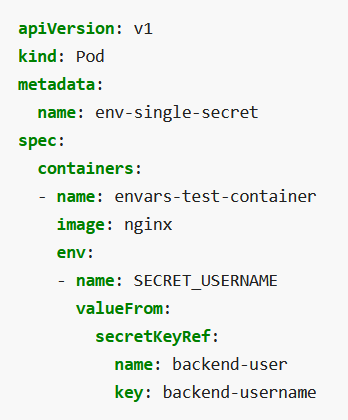 apiVersion: v1
kind: Pod
metadata:
  name: env-single-secret
spec:
  containers:
  - name: envars-test-container
    image: nginx
    env:
    - name: SECRET_USERNAME
      valueFrom:
        secretKeyRef:
          name: backend-user
          key: backend-username